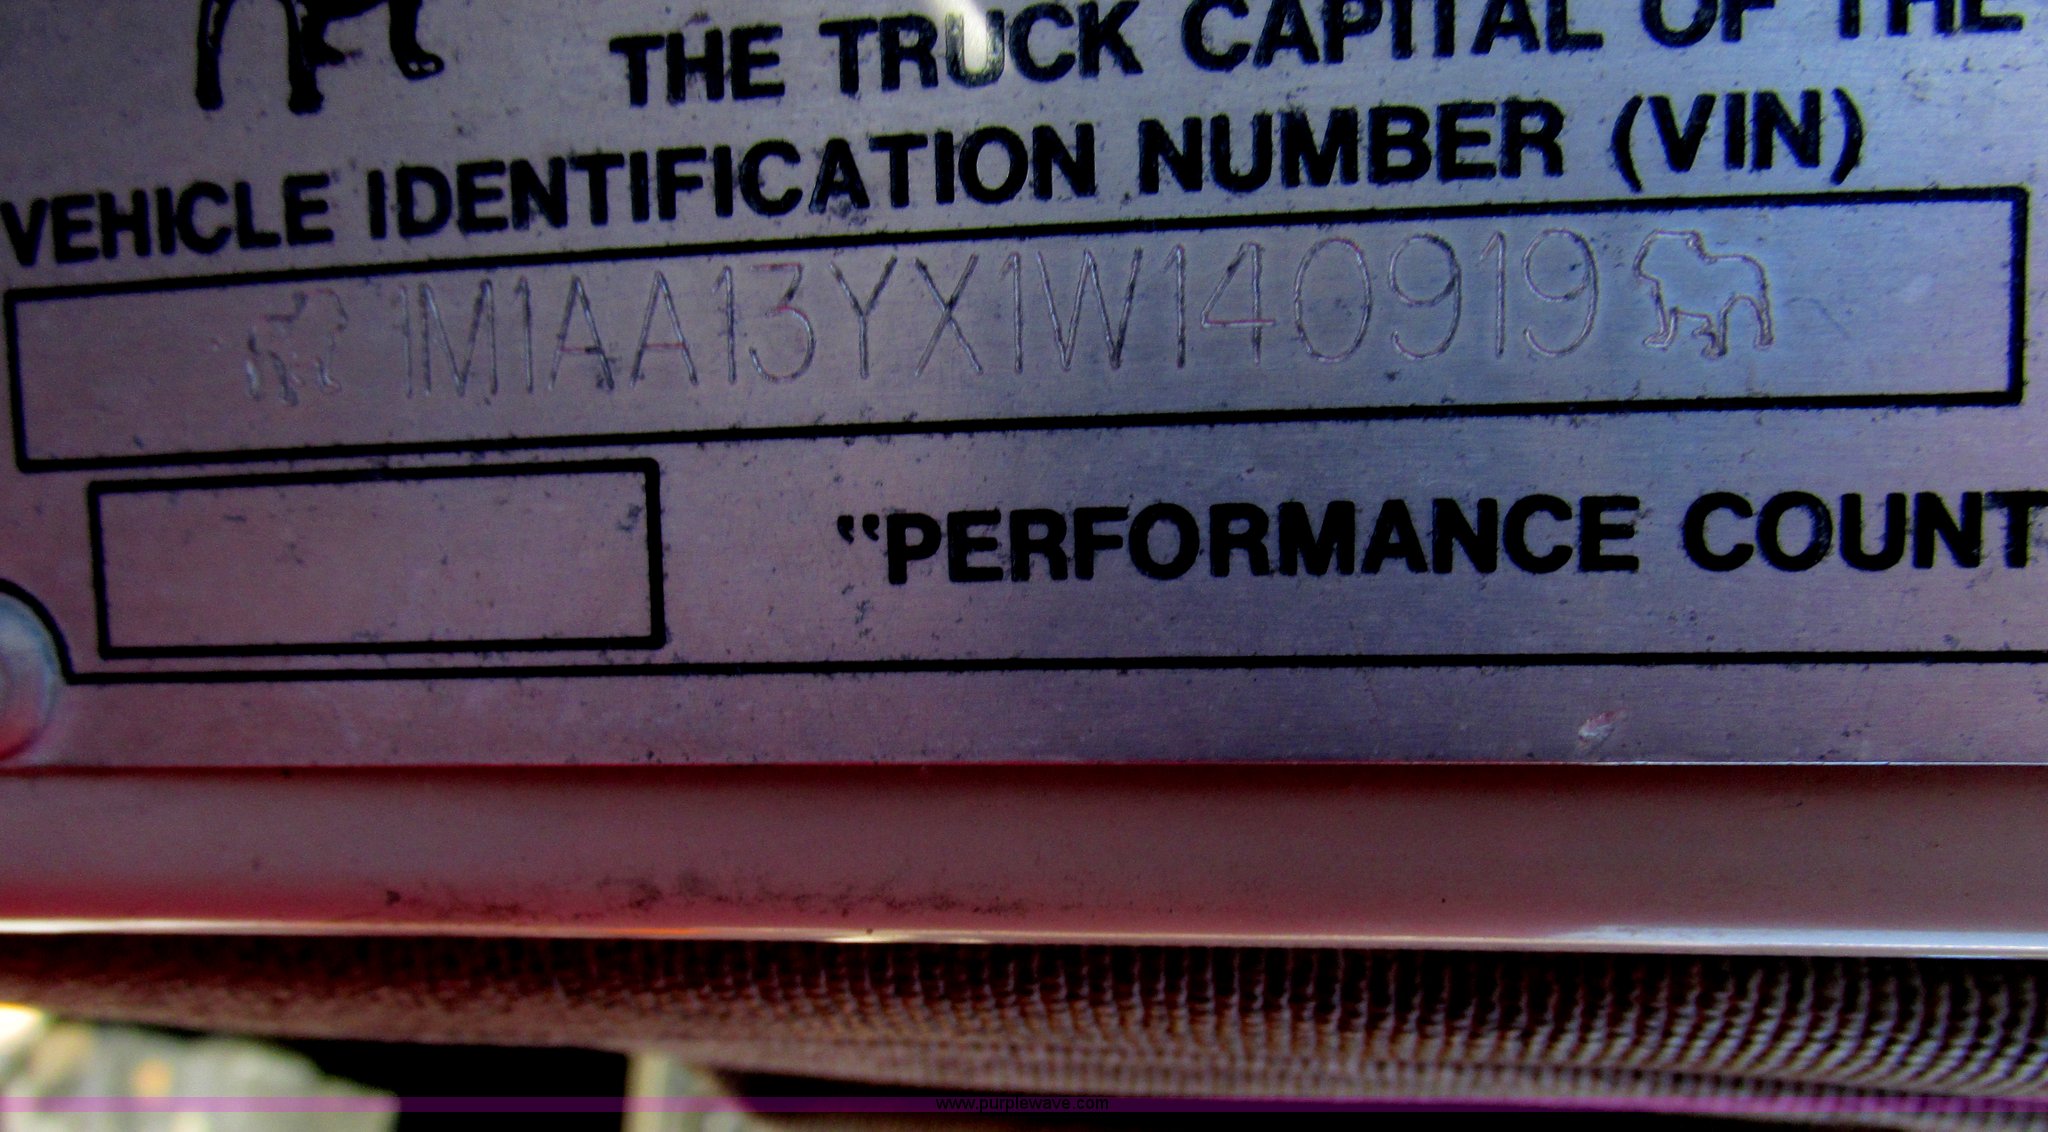 THE TRUCK CAPITAL OF THE
VEHICLE IDENTIFICATION NUMBER (VIN)
1M1AA13YX1W140919
"PERFORMANCE COUNT
www.purplewave.com